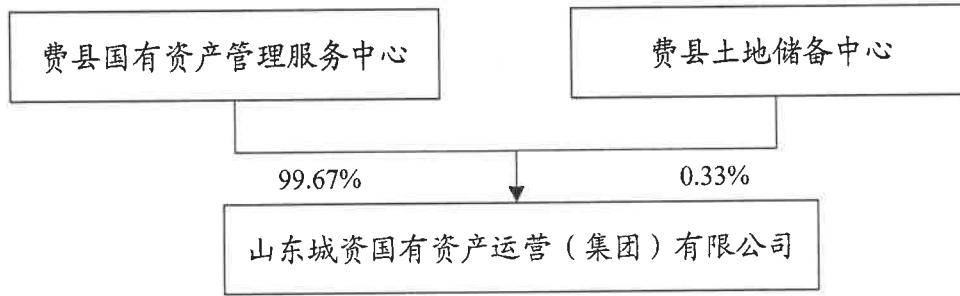 费县国有资产管理服务中心
费县土地储备中心
99.67%
0.33%
山东城资国有资产运营（集团）有限公司